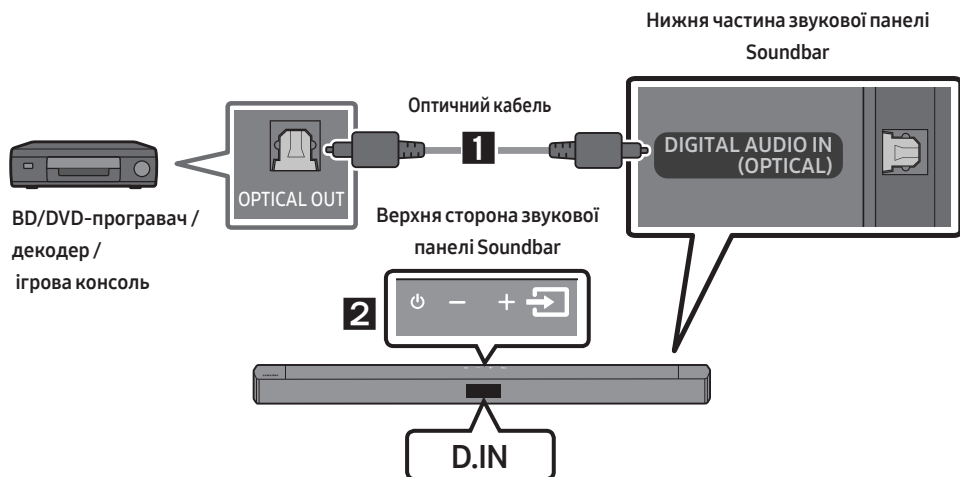 Нижня частина звукової панелі
Soundbar
Оптичний кабель
1
DIGITAL AUDIO IN
(OPTICAL)
OPTICAL OUT
BD/DVD-програвач /
декодер /
ігрова консоль
Верхня сторона звукової
панелі Soundbar
2
D.IN